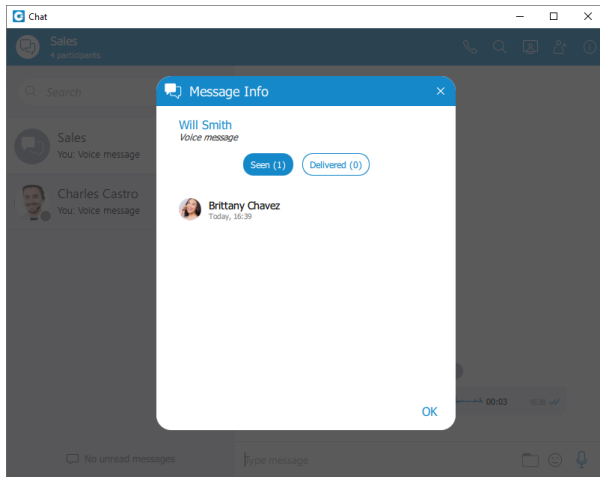 Chat
Sales
4 participants
Search
Sales
You: Voice message
Charles Castro
You: Voice message
Message Info
Will Smith
Voice message
Seen (1)
Delivered (0)
Brittany Chavez
Today, 16:39
OK
00:03
No unread messages
Type message